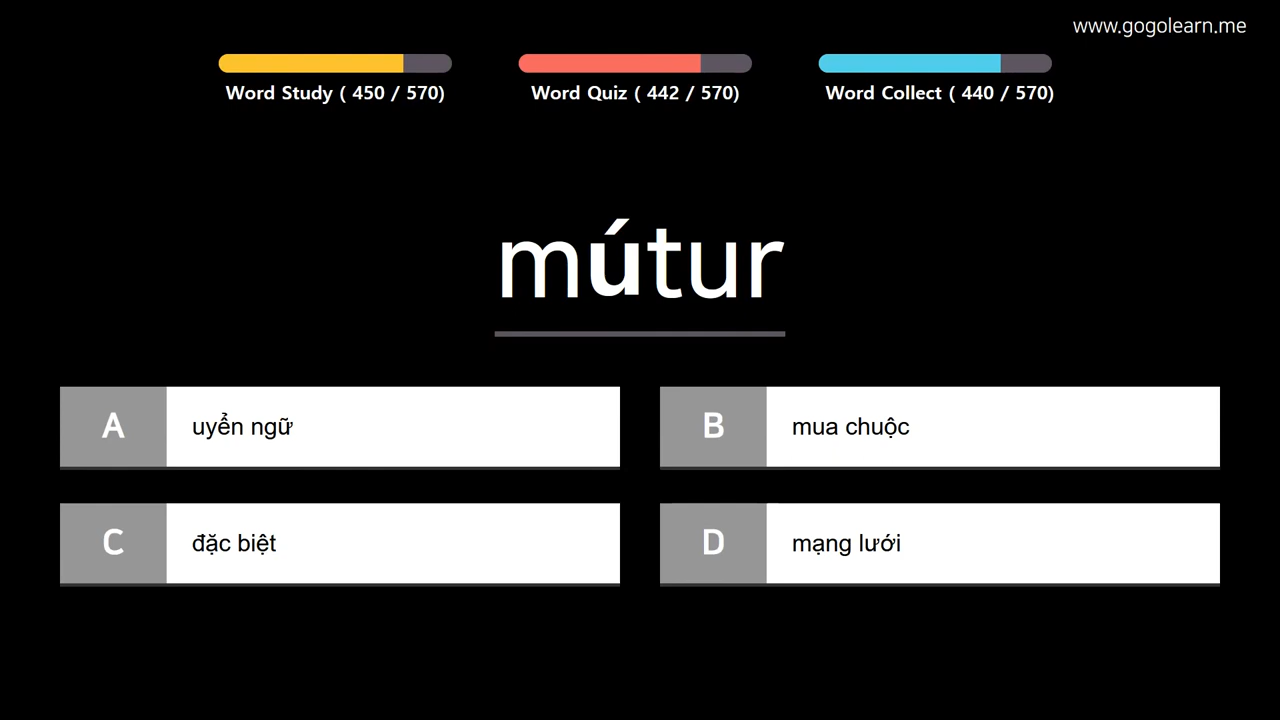 www.gogolearn.me
Word Study ( 450 / 570)
Word Quiz ( 442 / 570)
Word Collect ( 440 / 570)
mútur
A uyển ngữ
B mua chuộc
C đặc biệt
D mạng lưới